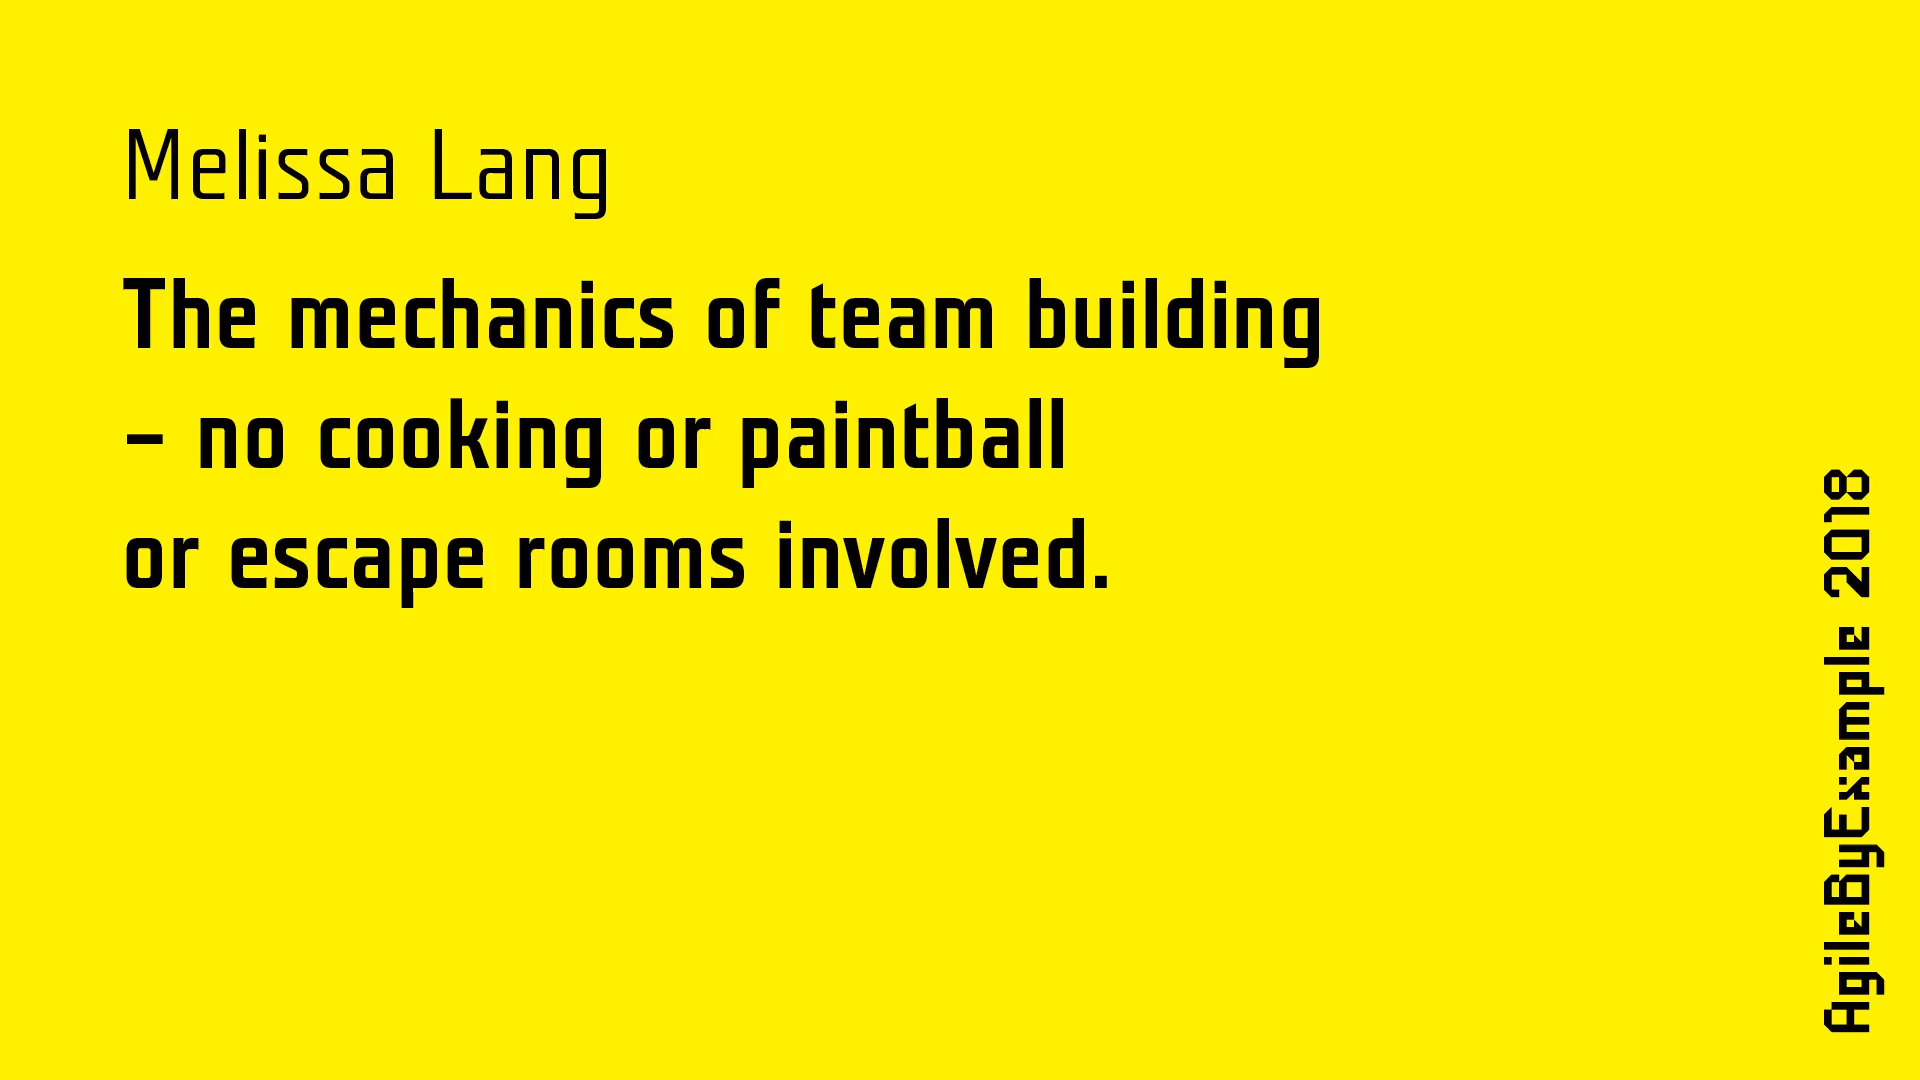 Melissa Lang
The mechanics of team building
– no cooking or paintball
or escape rooms involved.
AgileByExample 2018